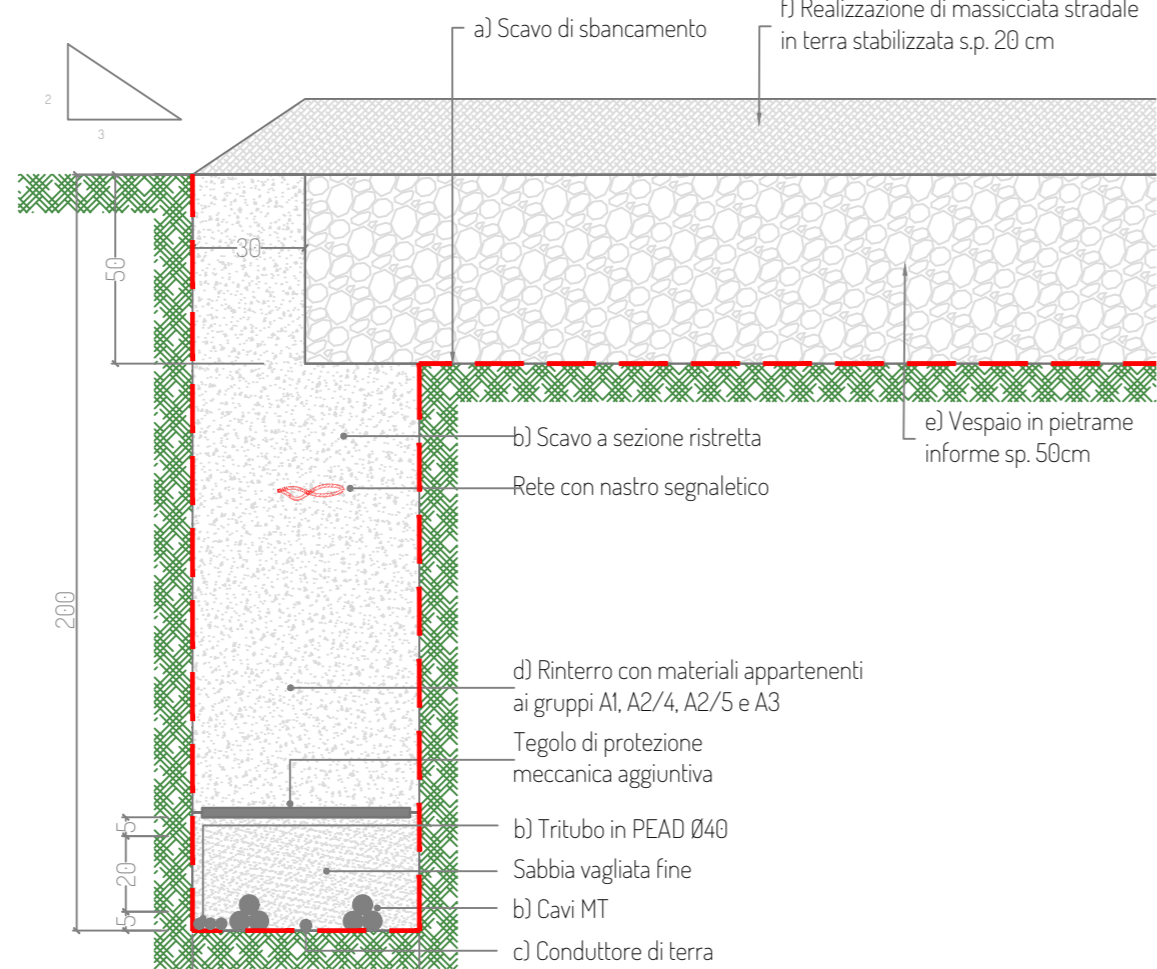 f) Realizzazione di massicciata stradale
in terra stabilizzata s.p. 20 cm
a) Scavo di sbancamento
2
3
30
50
e) Vespaio in pietrame
informe sp. 50cm
b) Scavo a sezione ristretta
Rete con nastro segnaletico
200
d) Rinterro con materiali appartenenti
ai gruppi A1, A2/4, A2/5 e A3
Tegolo di protezione
meccanica aggiuntiva
5
b) Tritubo in PEAD Ø40
20
Sabbia vagliata fine
5
b) Cavi MT
c) Conduttore di terra